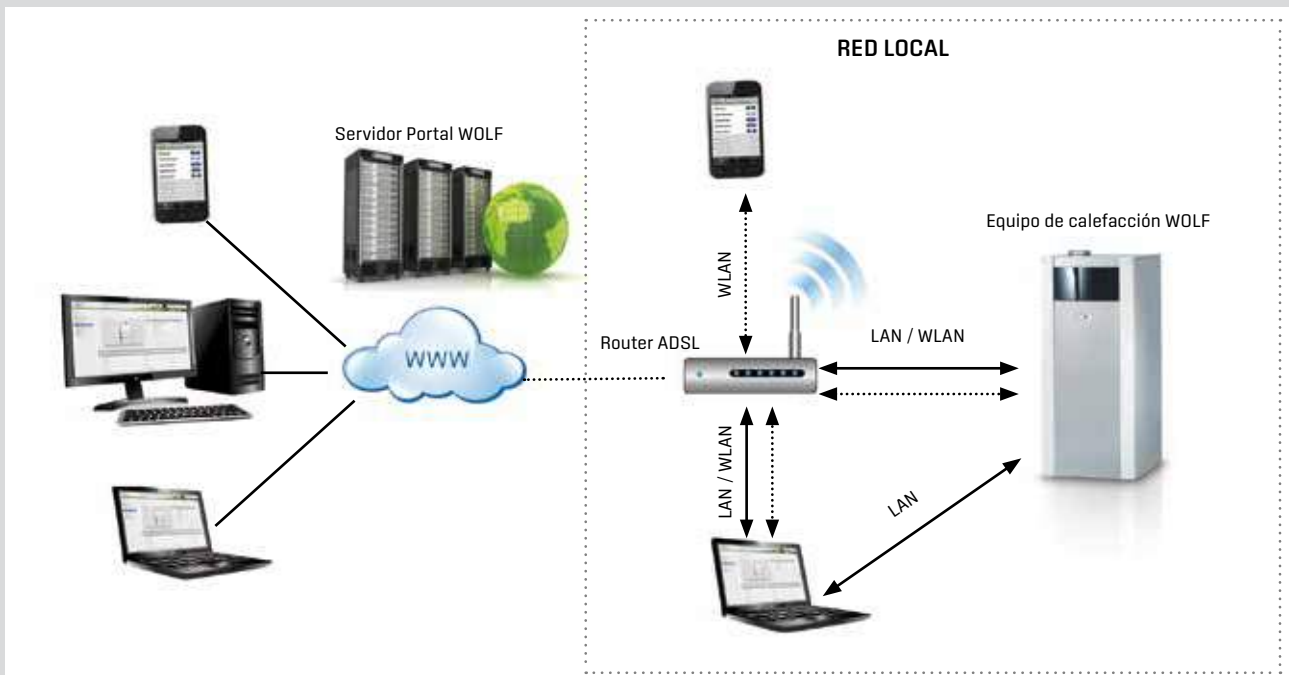 RED LOCAL
Servidor Portal WOLF
Equipo de calefacción WOLF
WLAN
Router ADSL
LAN / WLAN
WWW
LAN / WLAN
LAN